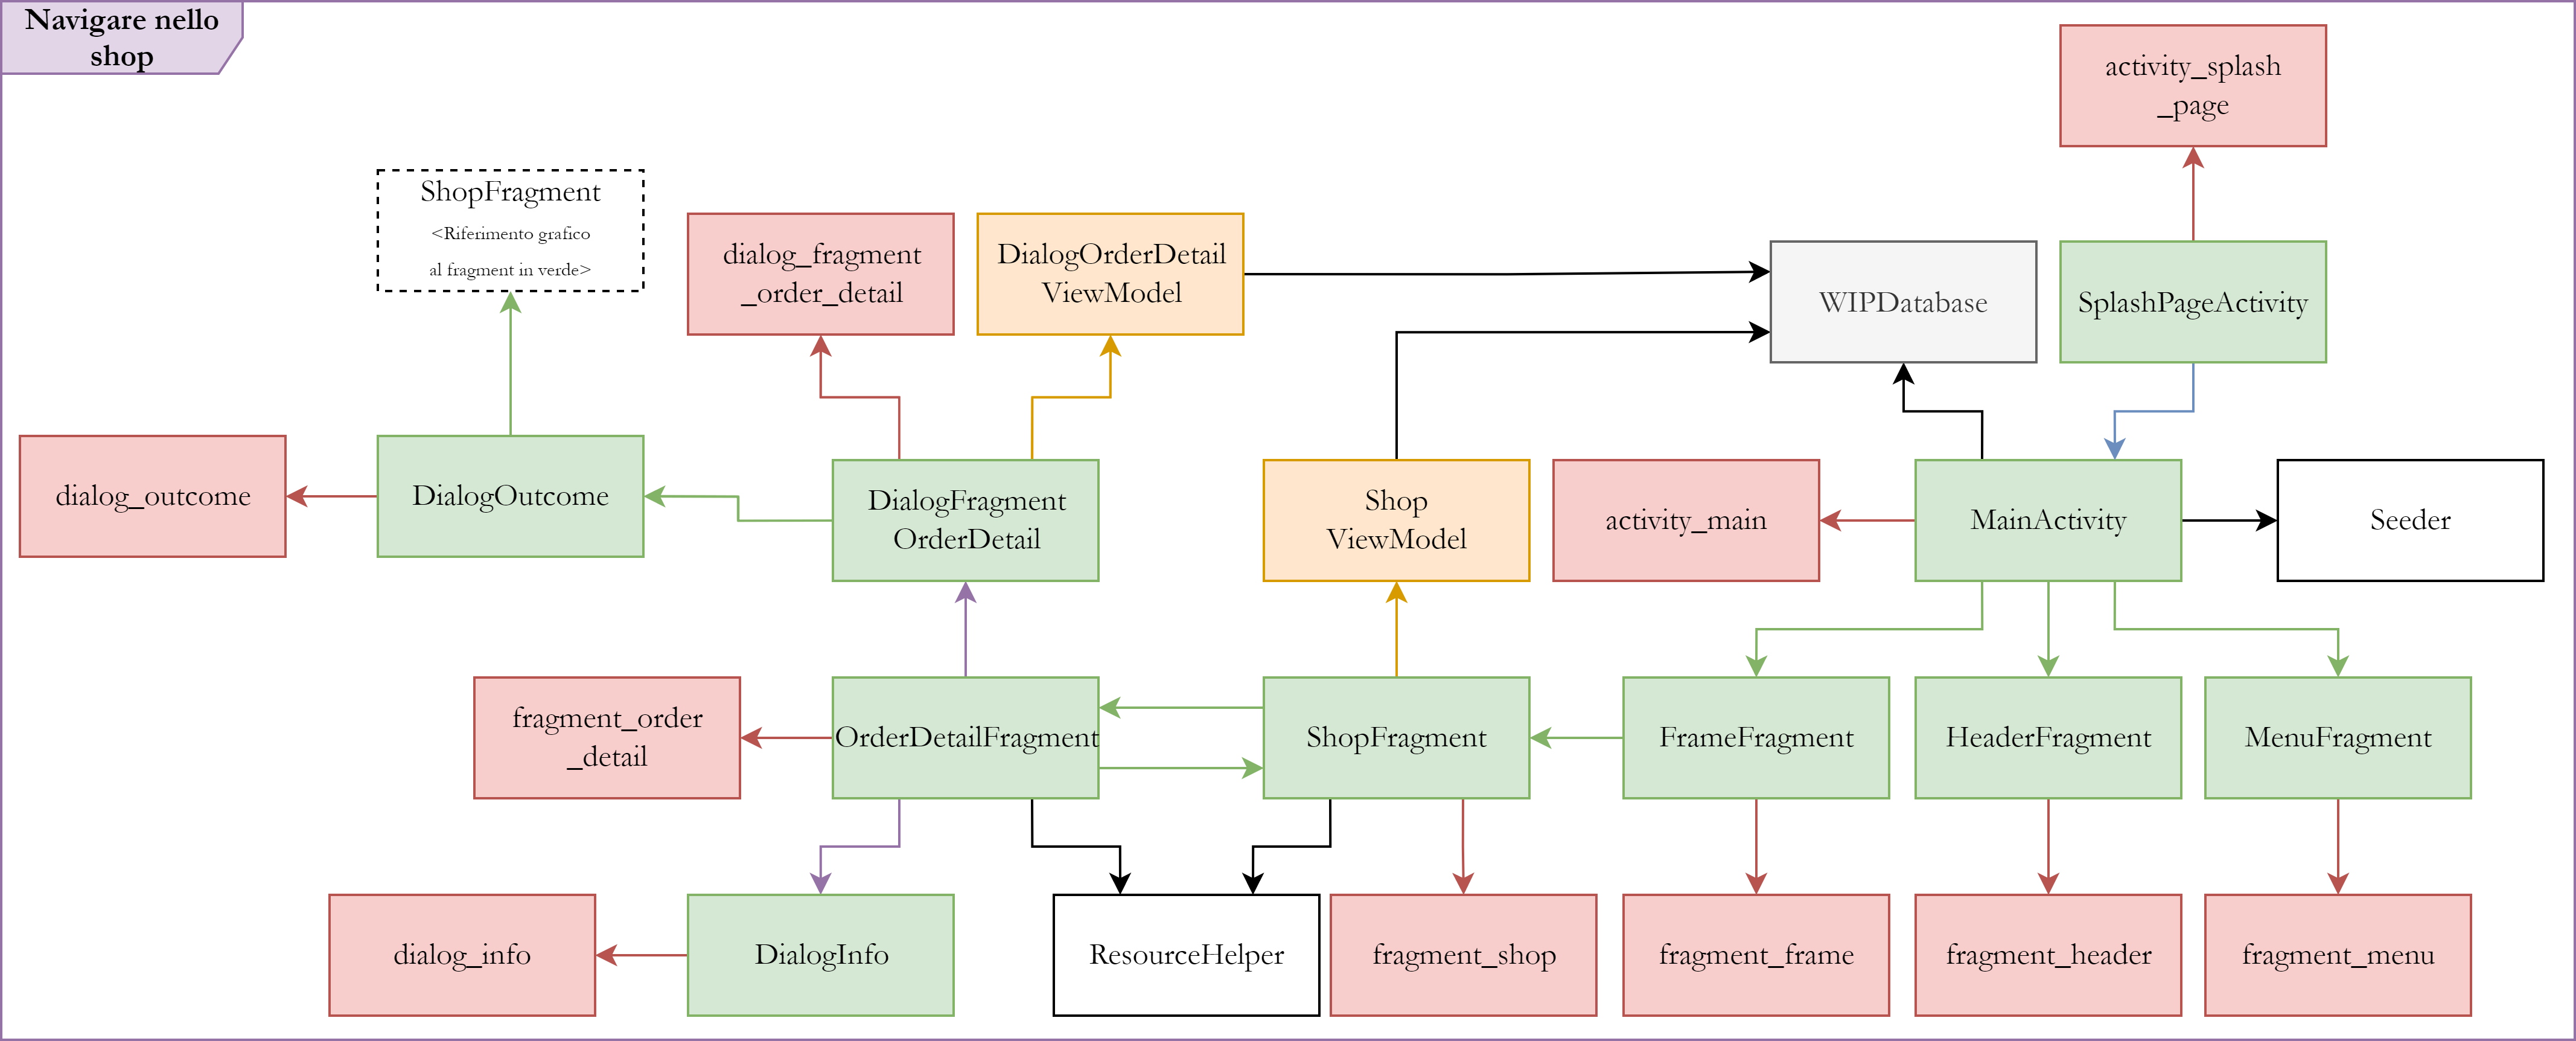 Navigare nello
shop
activity_splash
_page
ShopFragment
<Riferimento grafico
al fragment in verde>
dialog_fragment
_order_detail
DialogOrderDetail
ViewModel
WIPDatabase
SplashPageActivity
dialog_outcome
DialogOutcome
DialogFragment
OrderDetail
Shop
ViewModel
activity_main
MainActivity
Seeder
fragment_order
_detail
OrderDetailFragment
ShopFragment
FrameFragment
HeaderFragment
MenuFragment
dialog_info
DialogInfo
ResourceHelper
fragment_shop
fragment_frame
fragment_header
fragment_menu